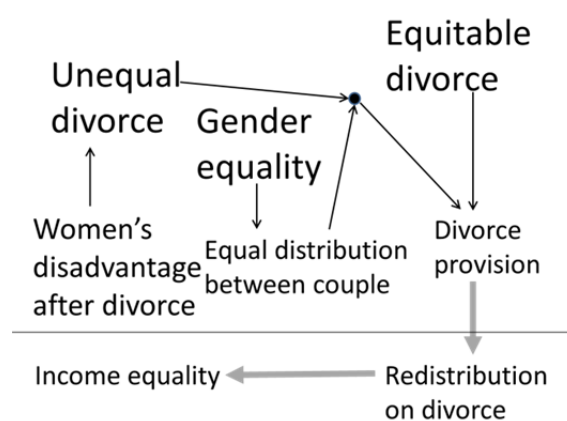 Equitable
divorce
Unequal
divorce
Gender
equality
Women's
disadvantage
after divorce
Equal distribution
between couple
Divorce
provision
Income equality
Redistribution
on divorce